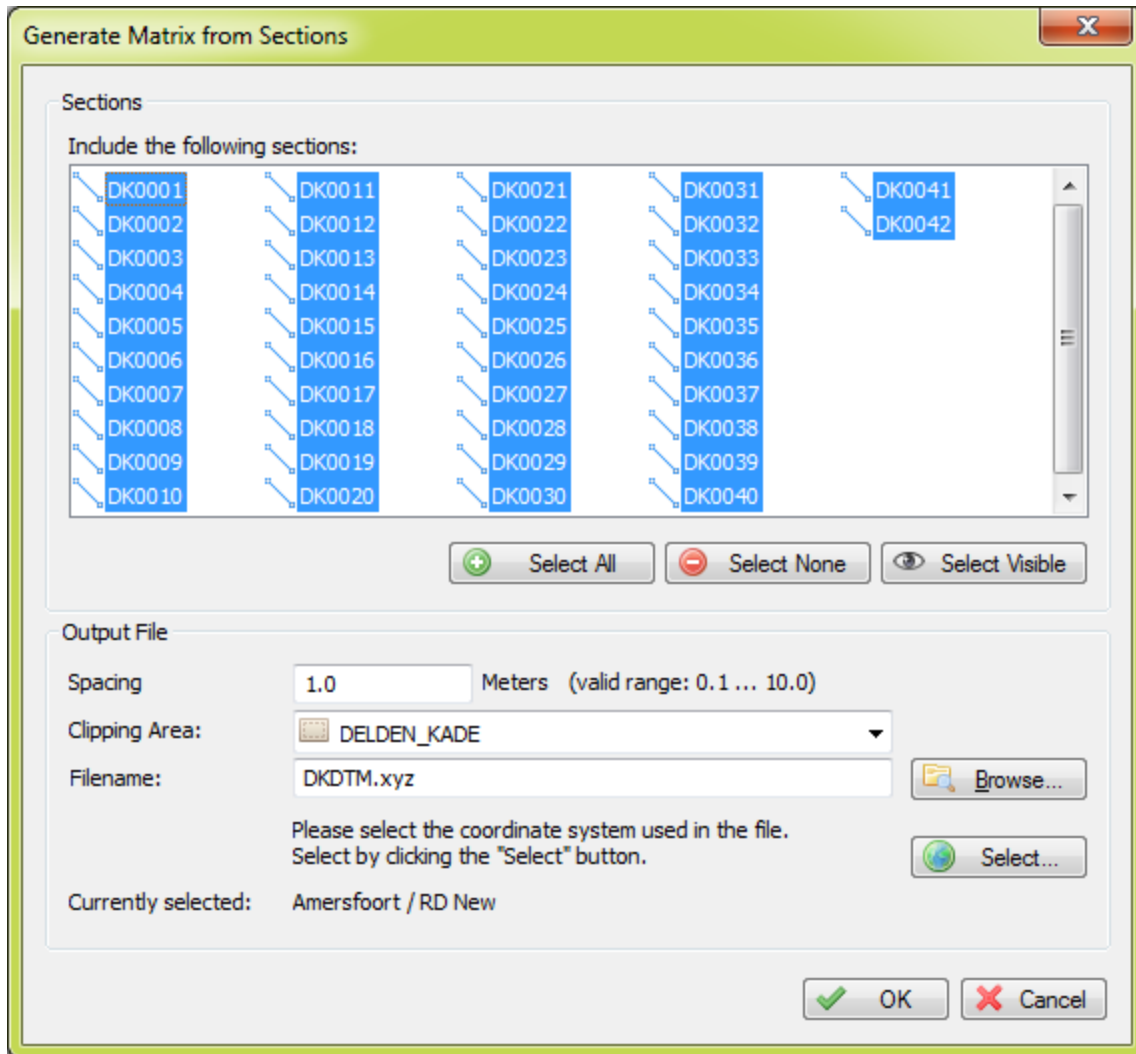 Generate Matrix from Sections
Sections
Include the following sections:
DK0001 DK0011 DK0021 DK0031 DK0041
DK0002 DK0012 DK0022 DK0032 DK0042
DK0003 DK0013 DK0023 DK0033
DK0004 DK0014 DK0024 DK0034
DK0005 DK0015 DK0025 DK0035
DK0006 DK0016 DK0026 DK0036
DK0007 DK0017 DK0027 DK0037
DK0008 DK0018 DK0028 DK0038
DK0009 DK0019 DK0029 DK0039
DK0010 DK0020 DK0030 DK0040
Select All Select None Select Visible
Output File
Spacing 1.0 Meters (valid range: 0.1 ... 10.0)
Clipping Area: DELDEN_KADE
Filename: DKDTM.xyz Browse...
Please select the coordinate system used in the file.
Select by clicking the "Select" button. Select...
Currently selected: Amersfoort / RD New
OK Cancel